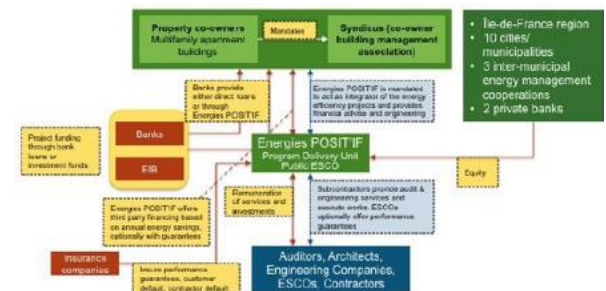 Property co-owners
Multifamily apartment
buildings
Mandates
Syndicus (co-owner
building management
association)
Île-de-France region
10 cities/
municipalities
3 inter-municipal
energy management
cooperations
2 private banks
Banks provide
either direct loans or
through
Energies POSIT'IF
Energies POSIT'IF is mandated
to act as integrator of the energy
efficiency projects and provides
financial advise and engineering
Project funding
through bank
loans or
investment funds
Banks
EIB
Energies POSIT'IF
Program Delivery Unit
Public ESCO
Equity
Energies POSIT'IF offers
third party financing based
on annual energy savings,
optionally with guarantees
Remuneration
of services and
investments
Subcontractors provide audit &
engineering services and
execute works. ESCOs
optionally offer performance
guarantees
Insurance
companies
Insure performance
guarantees, customer
default, contractor default
Auditors, Architects,
Engineering Companies,
ESCOs, Contractors